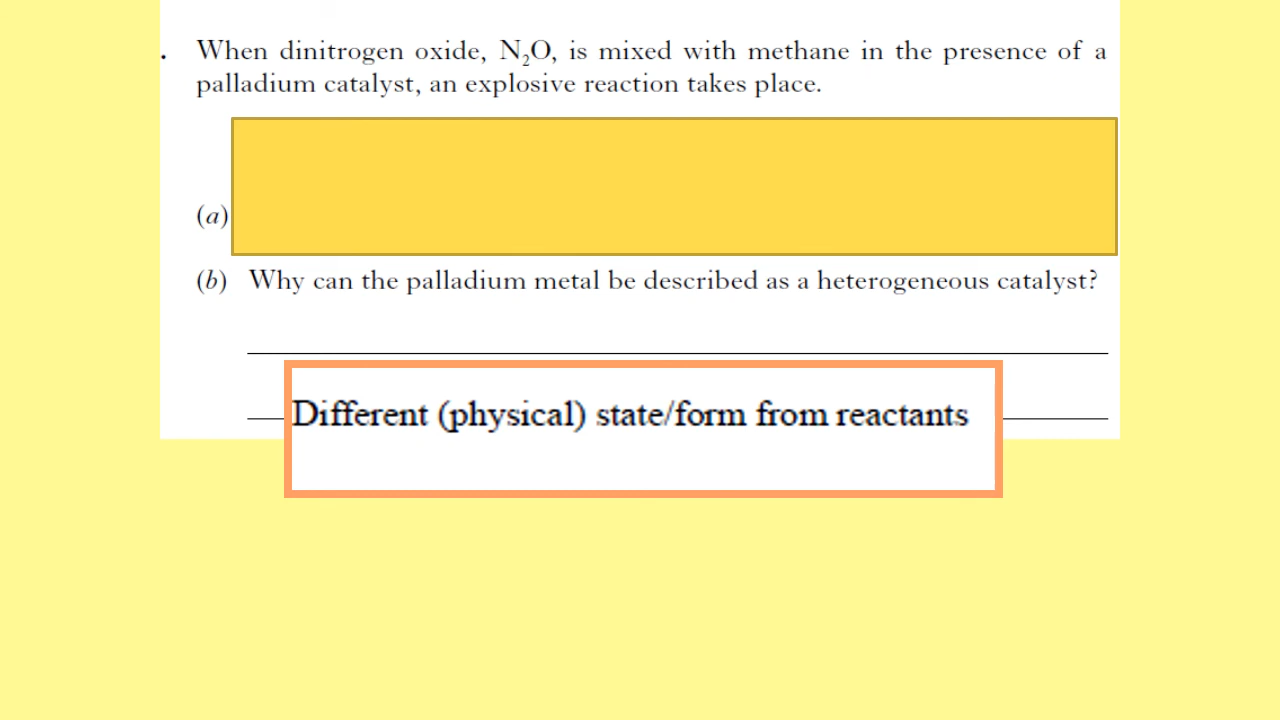 . When dinitrogen oxide, N₂O, is mixed with methane in the presence of a
palladium catalyst, an explosive reaction takes place.
(a)
(b) Why can the palladium metal be described as a heterogeneous catalyst?
Different (physical) state/form from reactants